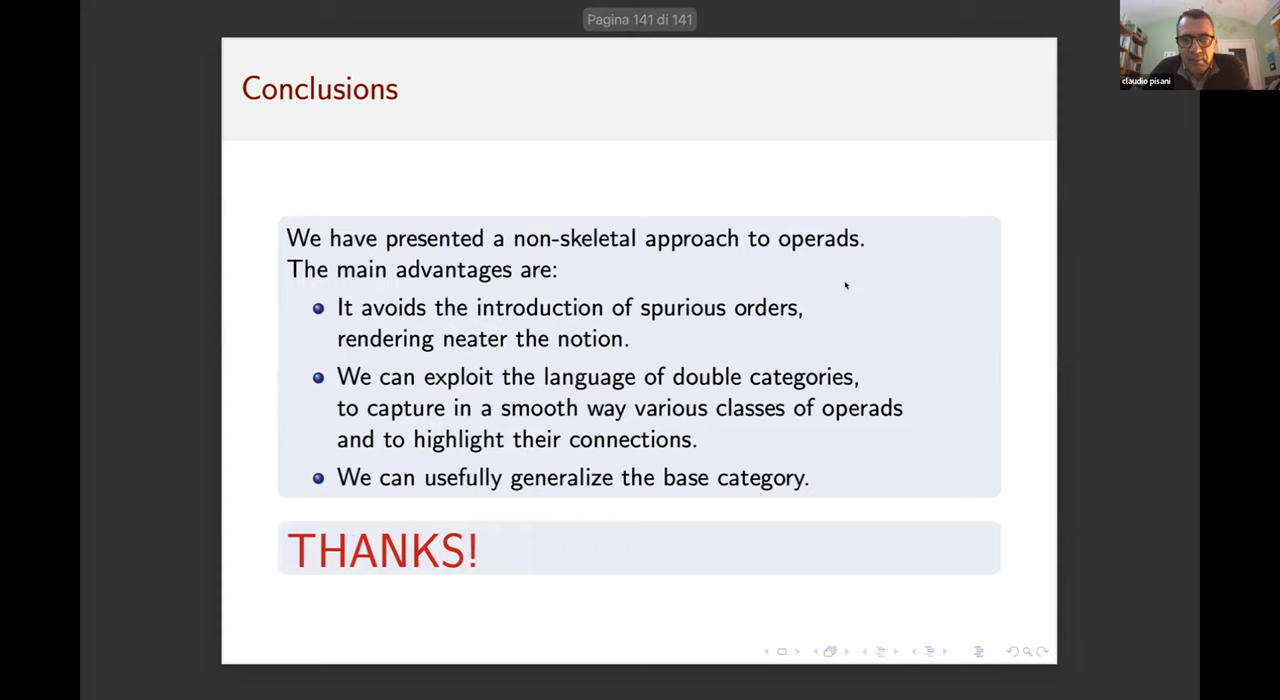 Pagina 141 di 141
claudio pisani
Conclusions
We have presented a non-skeletal approach to operads.
The main advantages are:
It avoids the introduction of spurious orders,
rendering neater the notion.
We can exploit the language of double categories,
to capture in a smooth way various classes of operads
and to highlight their connections.
We can usefully generalize the base category.
THANKS!